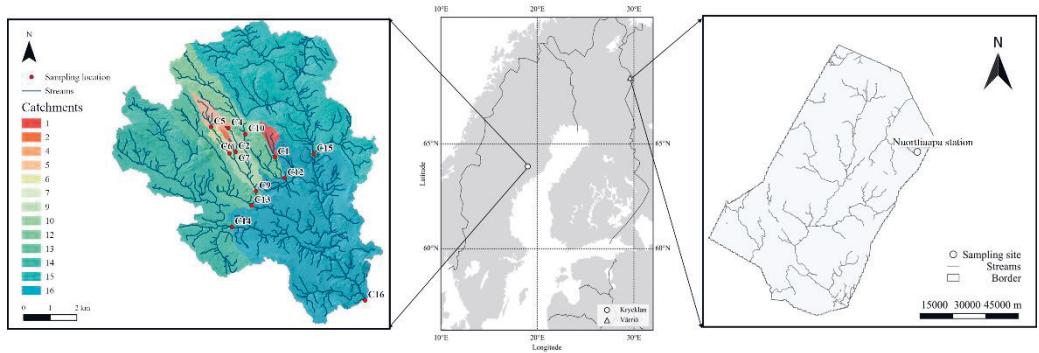 N
Sampling location
Streams
Catchments
1
2
4
5
6
7
9
10
12
13
14
15
16
0 1 2 km
C5
C4
C10
C6
C2
C7
C1
C15
C12
C9
C13
C14
C16
10°E 20°E 30°E
65°N
65°N
60°N
60°N
Latitude
Krycklan
Värriö
10°E 20°E 30°E
Longitude
N
Nuorttiaapu station
Sampling site
Streams
Border
15000 30000 45000 m